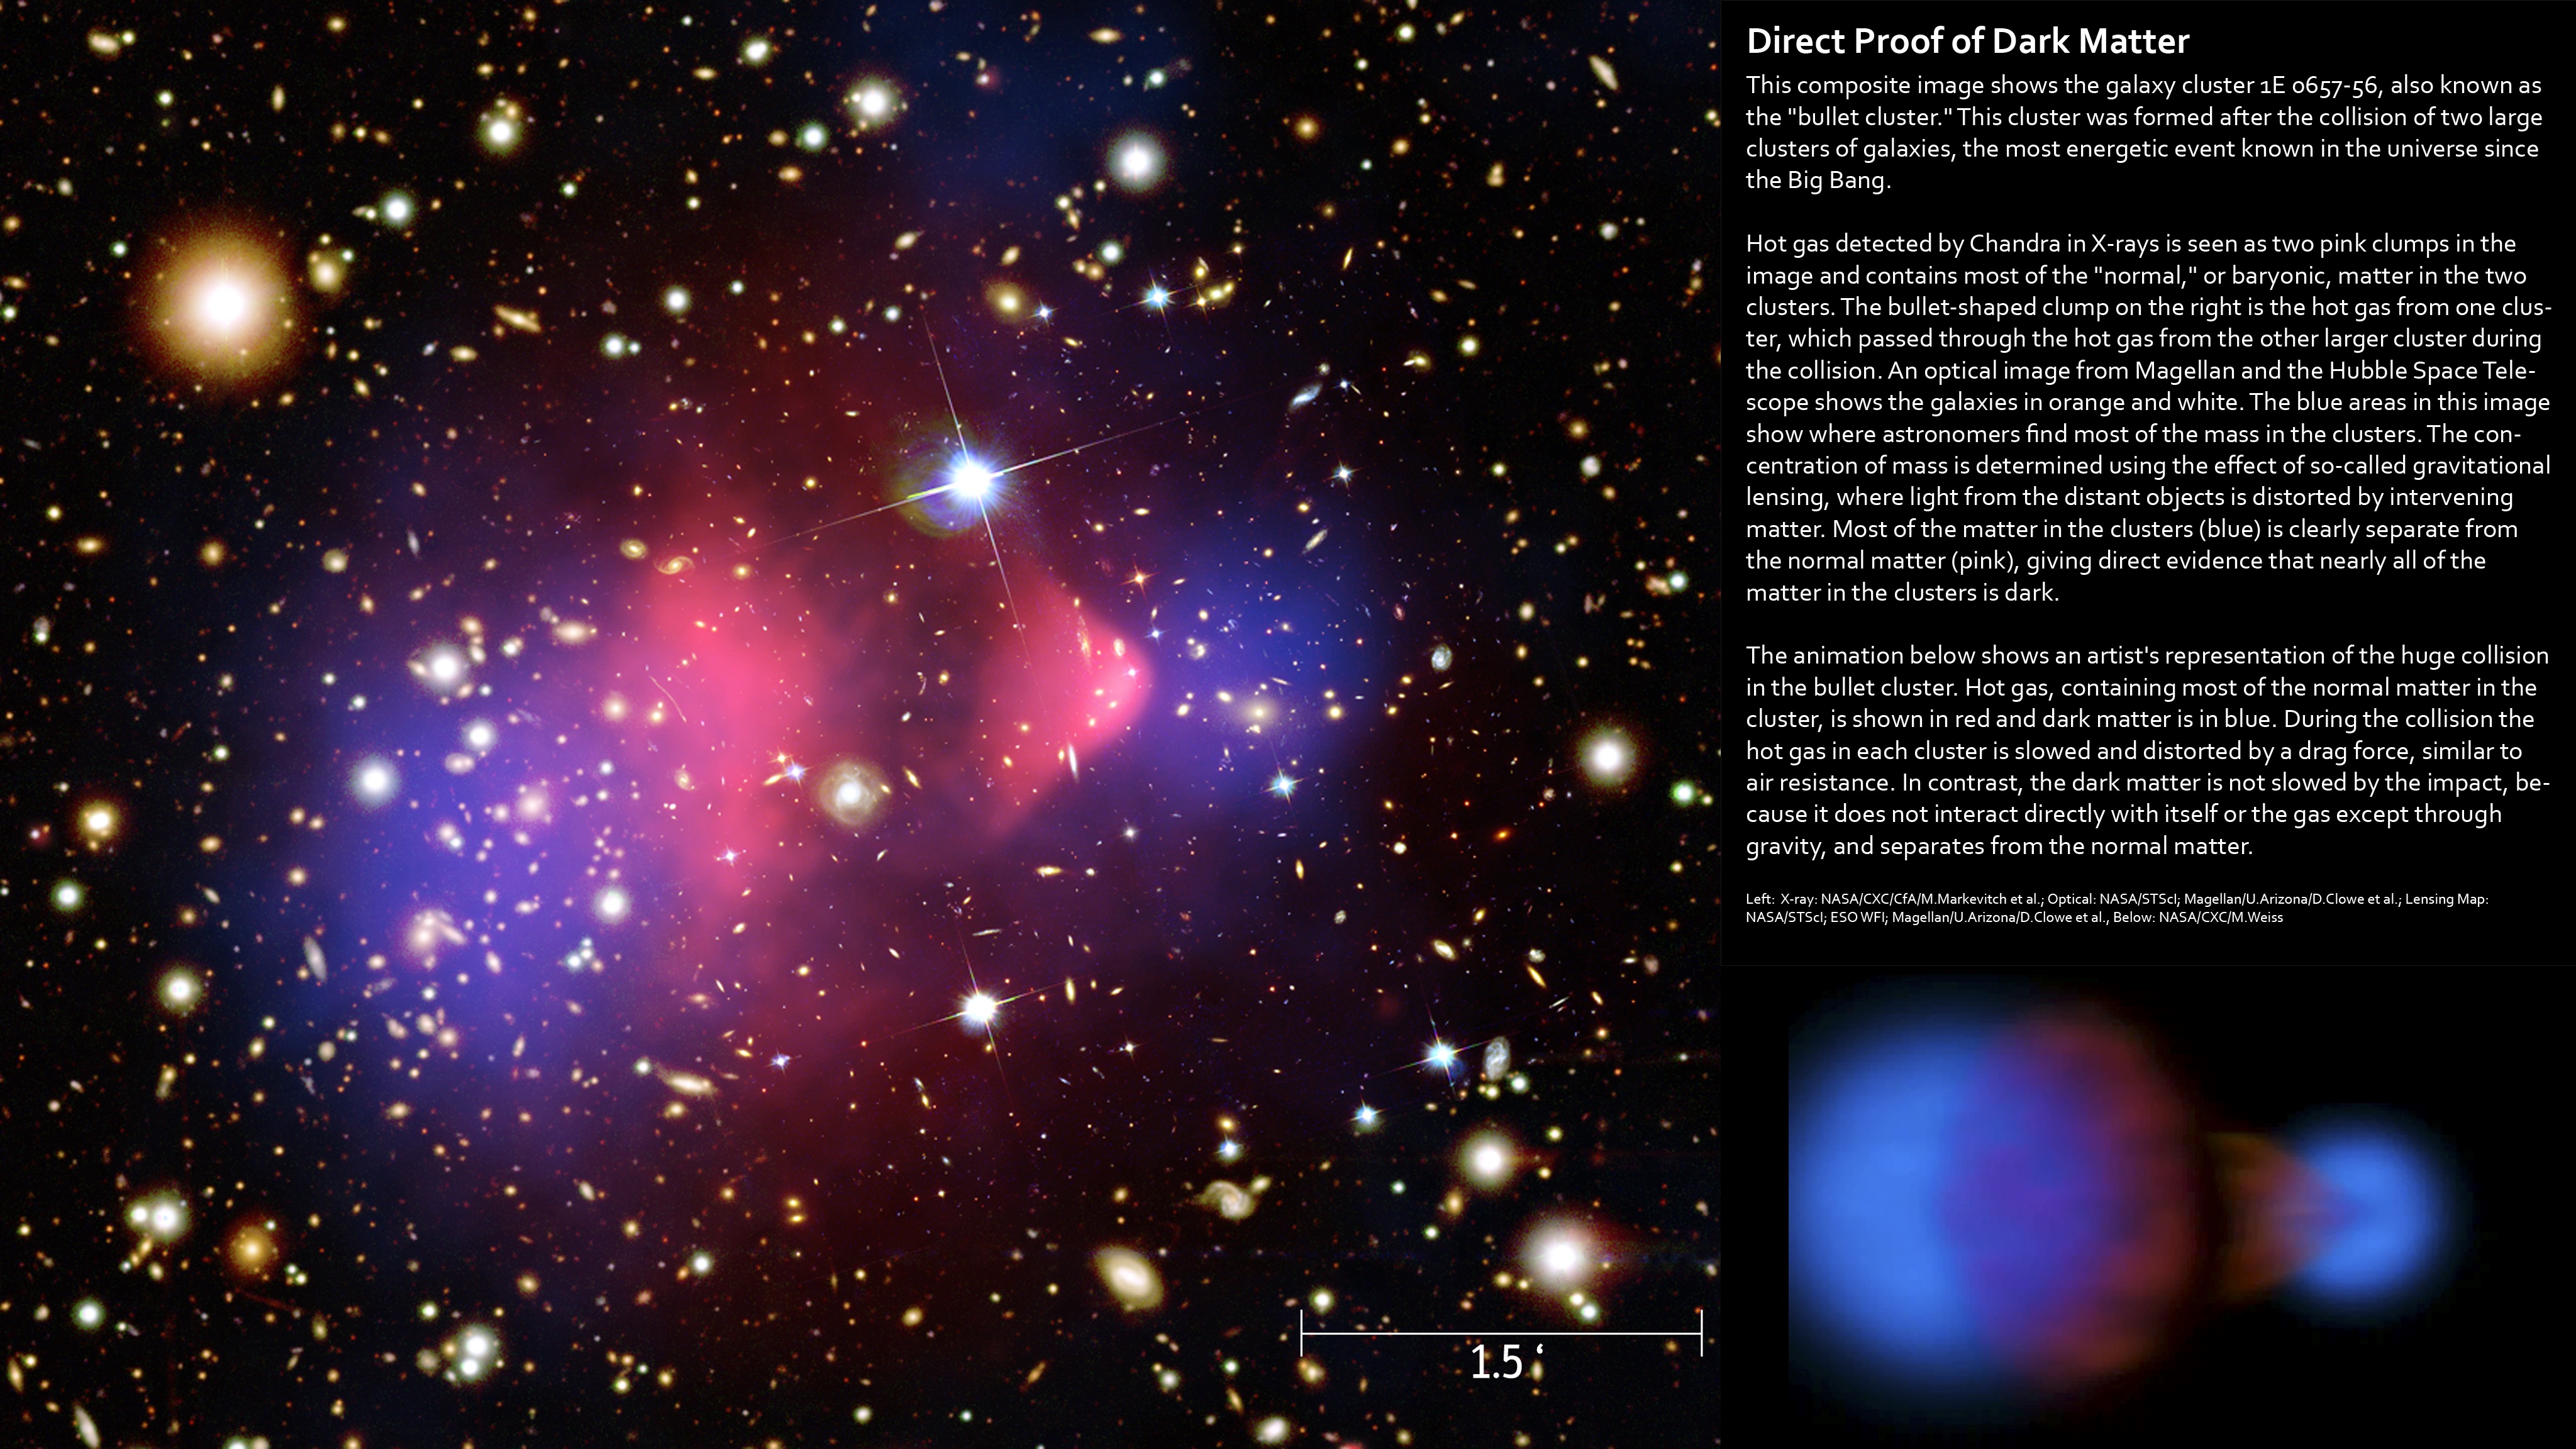 Direct Proof of Dark Matter
This composite image shows the galaxy cluster 1E 0657-56, also known as
the "bullet cluster." This cluster was formed after the collision of two large
clusters of galaxies, the most energetic event known in the universe since
the Big Bang.
Hot gas detected by Chandra in X-rays is seen as two pink clumps in the
image and contains most of the "normal," or baryonic, matter in the two
clusters. The bullet-shaped clump on the right is the hot gas from one clus-
ter, which passed through the hot gas from the other larger cluster during
the collision. An optical image from Magellan and the Hubble Space Tele-
scope shows the galaxies in orange and white. The blue areas in this image
show where astronomers find most of the mass in the clusters. The con-
centration of mass is determined using the effect of so-called gravitational
lensing, where light from the distant objects is distorted by intervening
matter. Most of the matter in the clusters (blue) is clearly separate from
the normal matter (pink), giving direct evidence that nearly all of the
matter in the clusters is dark.
The animation below shows an artist's representation of the huge collision
in the bullet cluster. Hot gas, containing most of the normal matter in the
cluster, is shown in red and dark matter is in blue. During the collision the
hot gas in each cluster is slowed and distorted by a drag force, similar to
air resistance. In contrast, the dark matter is not slowed by the impact, be-
cause it does not interact directly with itself or the gas except through
gravity, and separates from the normal matter.
Left: X-ray: NASA/CXC/CfA/M.Markevitch et al.; Optical: NASA/STScI; Magellan/U.Arizona/D.Clowe et al.; Lensing Map:
NASA/STScI; ESO WFI; Magellan/U.Arizona/D.Clowe et al., Below: NASA/CXC/M.Weiss
1.5 ‘